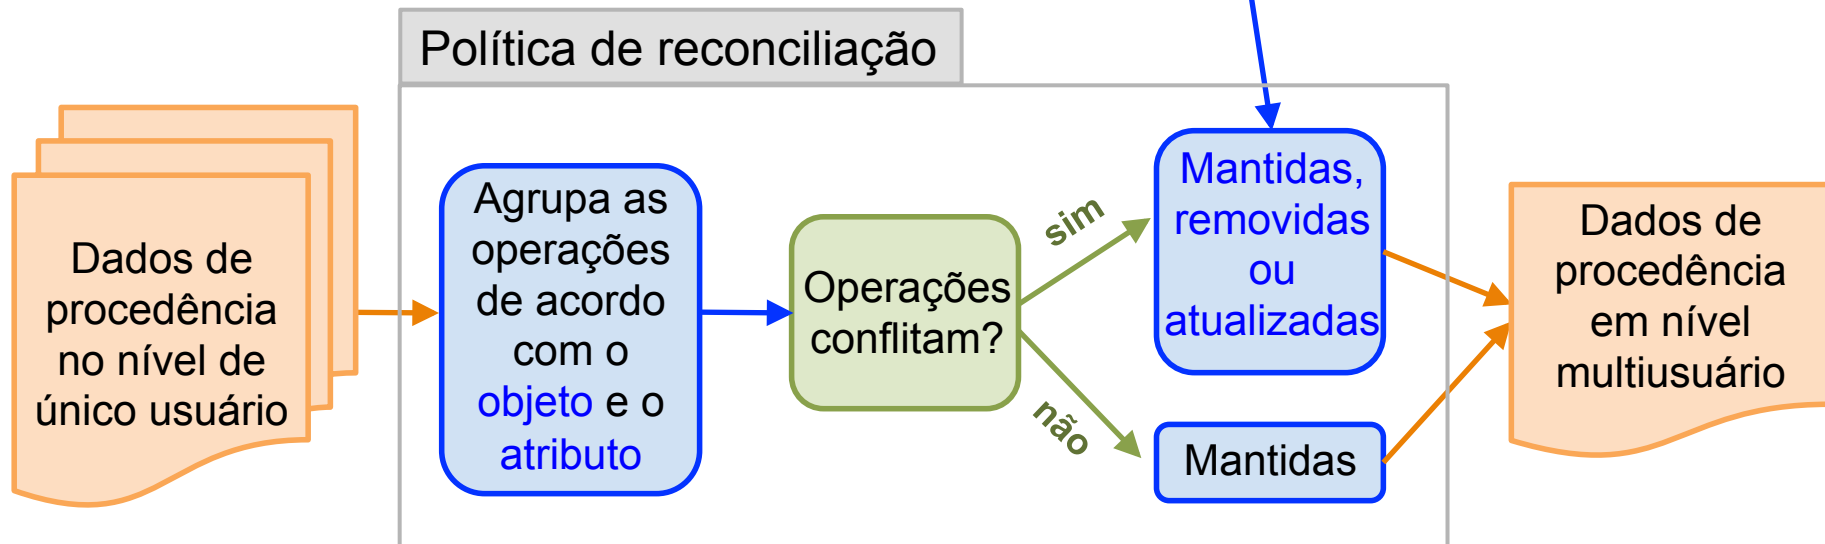 Política de reconciliação
Dados de
procedência
no nível de
único usuário
Agrupa as
operações
de acordo
com o
objeto e o
atributo
Operações
conflitam?
sim
não
Mantidas,
removidas
ou
atualizadas
Mantidas
Dados de
procedência
em nível
multiusuário